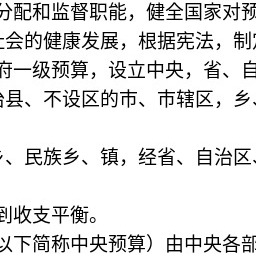 分配和监督职能，健全国家对预
社会的健康发展，根据宪法，制定
府一级预算，设立中央，省、自
治县、不设区的市、市辖区，乡、
乡、民族乡、镇，经省、自治区、
到收支平衡。
以下简称中央预算）由中央各部